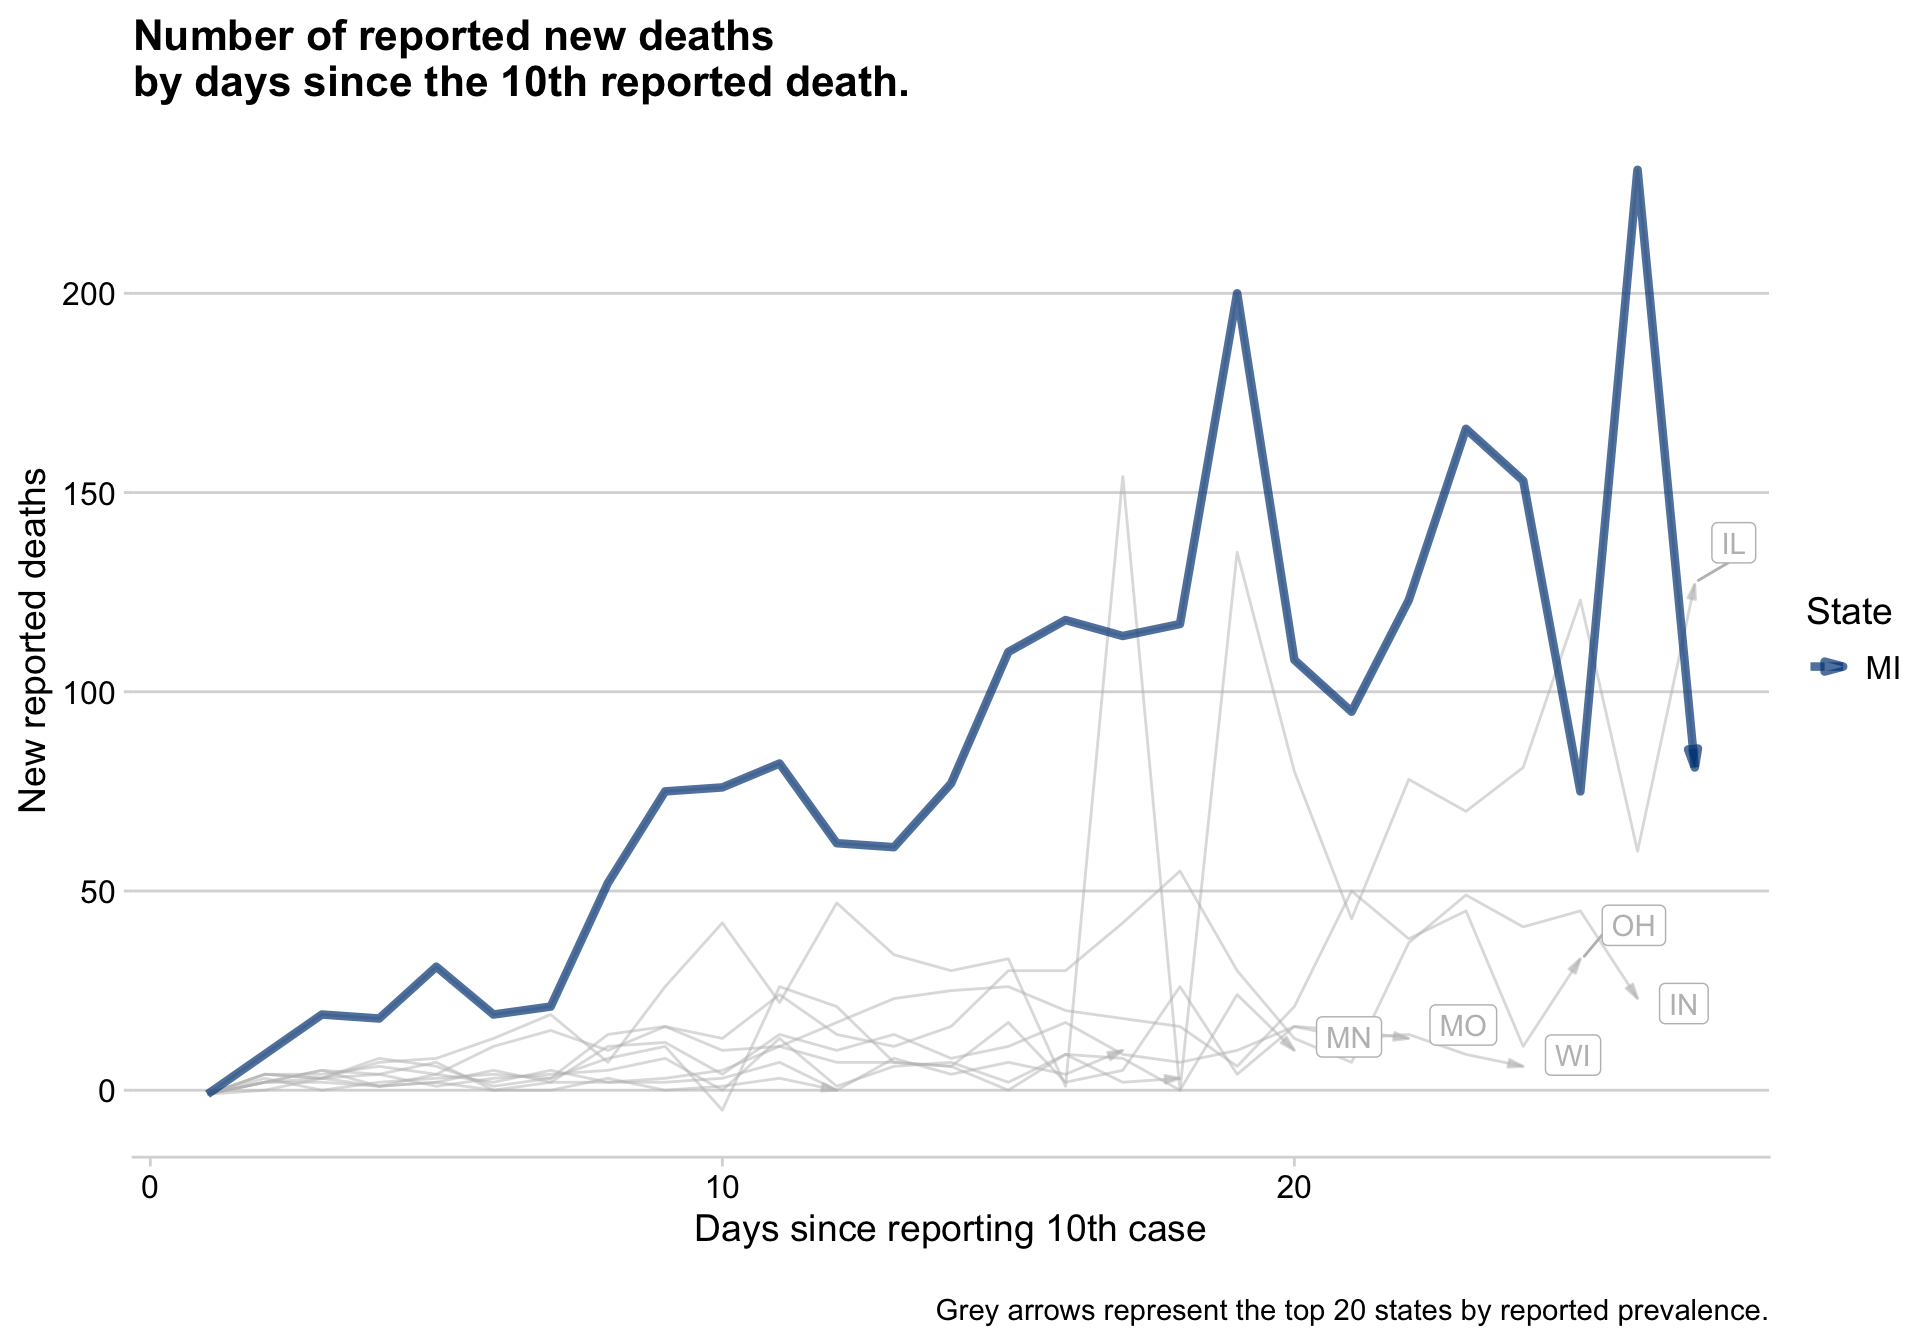 Number of reported new deaths
by days since the 10th reported death.
New reported deaths
200
150
100
50
0
IL
OH
IN
MN
MO
WI
State
MI
0
10
20
Days since reporting 10th case
Grey arrows represent the top 20 states by reported prevalence.